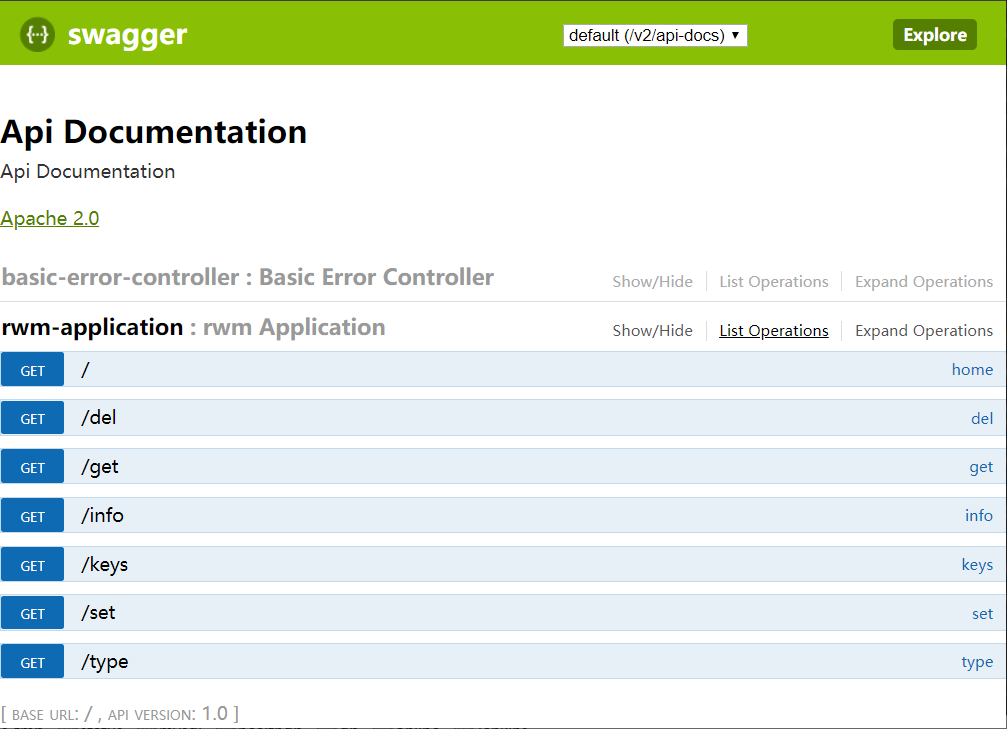 {···} swagger default (/v2/api-docs) ▼ Explore
Api Documentation
Api Documentation
Apache 2.0
basic-error-controller : Basic Error Controller Show/Hide List Operations Expand Operations
rwm-application : rwm Application Show/Hide List Operations Expand Operations
GET / home
GET /del del
GET /get get
GET /info info
GET /keys keys
GET /set set
GET /type type
[ BASE URL: / , API VERSION: 1.0 ]